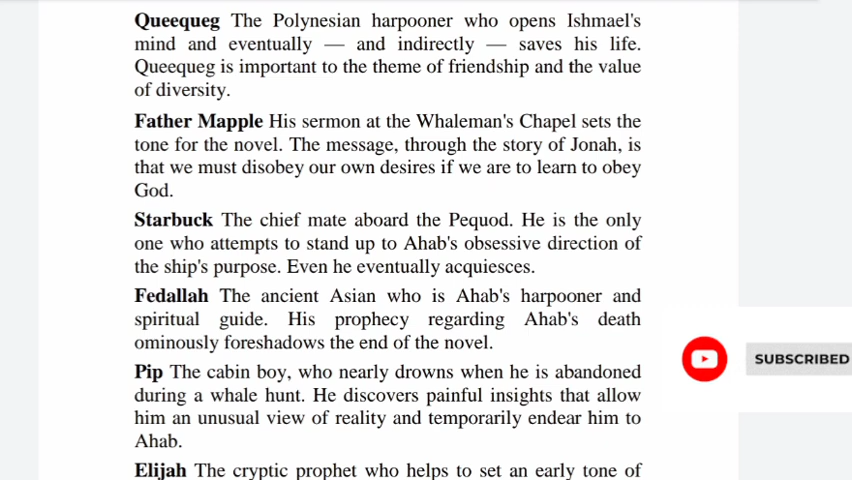 Queequeg The Polynesian harpooner who opens Ishmael's
mind and eventually — and indirectly — saves his life.
Queequeg is important to the theme of friendship and the value
of diversity.
Father Mapple His sermon at the Whaleman's Chapel sets the
tone for the novel. The message, through the story of Jonah, is
that we must disobey our own desires if we are to learn to obey
God.
Starbuck The chief mate aboard the Pequod. He is the only
one who attempts to stand up to Ahab's obsessive direction of
the ship's purpose. Even he eventually acquiesces.
Fedallah The ancient Asian who is Ahab's harpooner and
spiritual guide. His prophecy regarding Ahab's death
ominously foreshadows the end of the novel.
Pip The cabin boy, who nearly drowns when he is abandoned
during a whale hunt. He discovers painful insights that allow
him an unusual view of reality and temporarily endear him to
Ahab.
Elijah The cryptic prophet who helps to set an early tone of
SUBSCRIBED